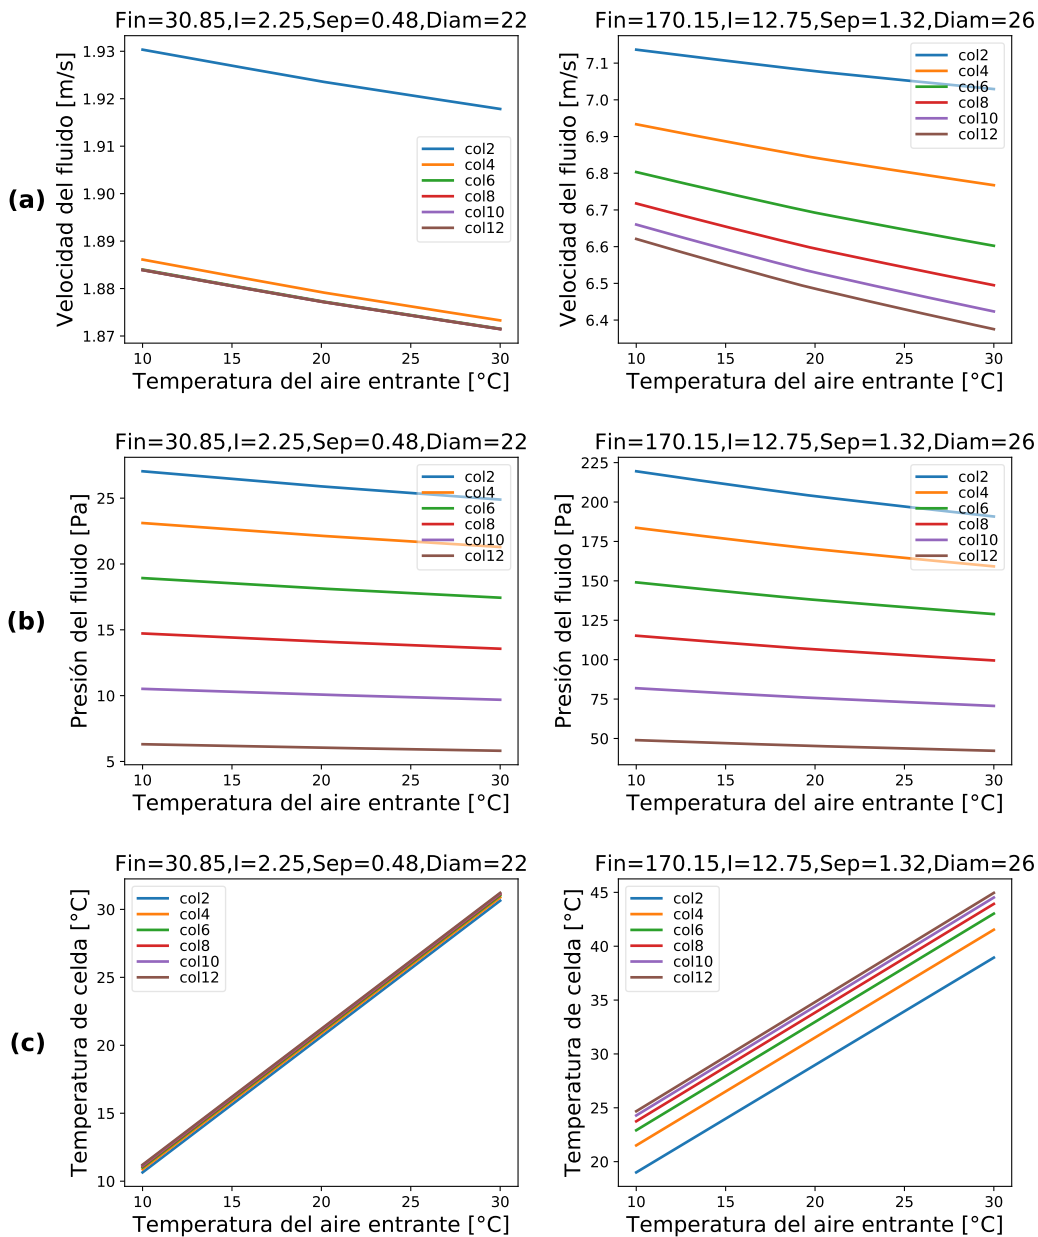 Fin=30.85,I=2.25,Sep=0.48,Diam=22
Fin=170.15,I=12.75,Sep=1.32,Diam=26
(a)
Velocidad del fluido [m/s]
1.93
1.92
1.91
1.90
1.89
1.88
1.87
col2
col4
col6
col8
col10
col12
10
15
20
25
30
Temperatura del aire entrante [°C]
Velocidad del fluido [m/s]
7.1
7.0
6.9
6.8
6.7
6.6
6.5
6.4
col2
col4
col6
col8
col10
col12
10
15
20
25
30
Temperatura del aire entrante [°C]
Fin=30.85,I=2.25,Sep=0.48,Diam=22
Fin=170.15,I=12.75,Sep=1.32,Diam=26
(b)
Presión del fluido [Pa]
25
20
15
10
5
col2
col4
col6
col8
col10
col12
10
15
20
25
30
Temperatura del aire entrante [°C]
Presión del fluido [Pa]
225
200
175
150
125
100
75
50
col2
col4
col6
col8
col10
col12
10
15
20
25
30
Temperatura del aire entrante [°C]
Fin=30.85,I=2.25,Sep=0.48,Diam=22
Fin=170.15,I=12.75,Sep=1.32,Diam=26
(c)
Temperatura de celda [°C]
30
25
20
15
10
col2
col4
col6
col8
col10
col12
10
15
20
25
30
Temperatura del aire entrante [°C]
Temperatura de celda [°C]
45
40
35
30
25
20
col2
col4
col6
col8
col10
col12
10
15
20
25
30
Temperatura del aire entrante [°C]